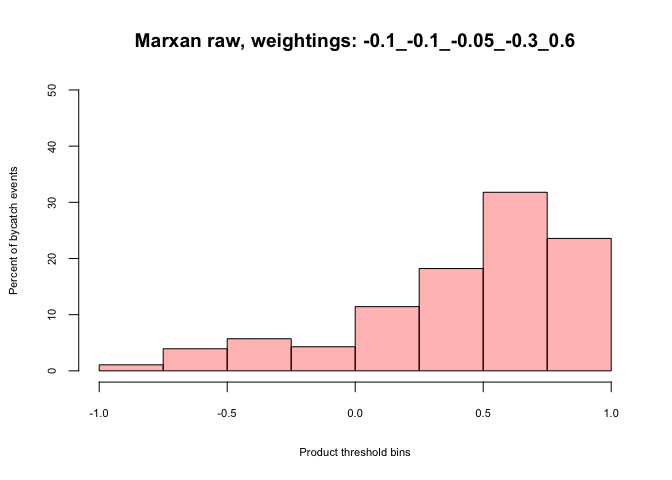 Marxan raw, weightings: -0.1_-0.1_-0.05_-0.3_0.6
50
40
30
20
10
0
Percent of bycatch events
-1.0 -0.5 0.0 0.5 1.0
Product threshold bins